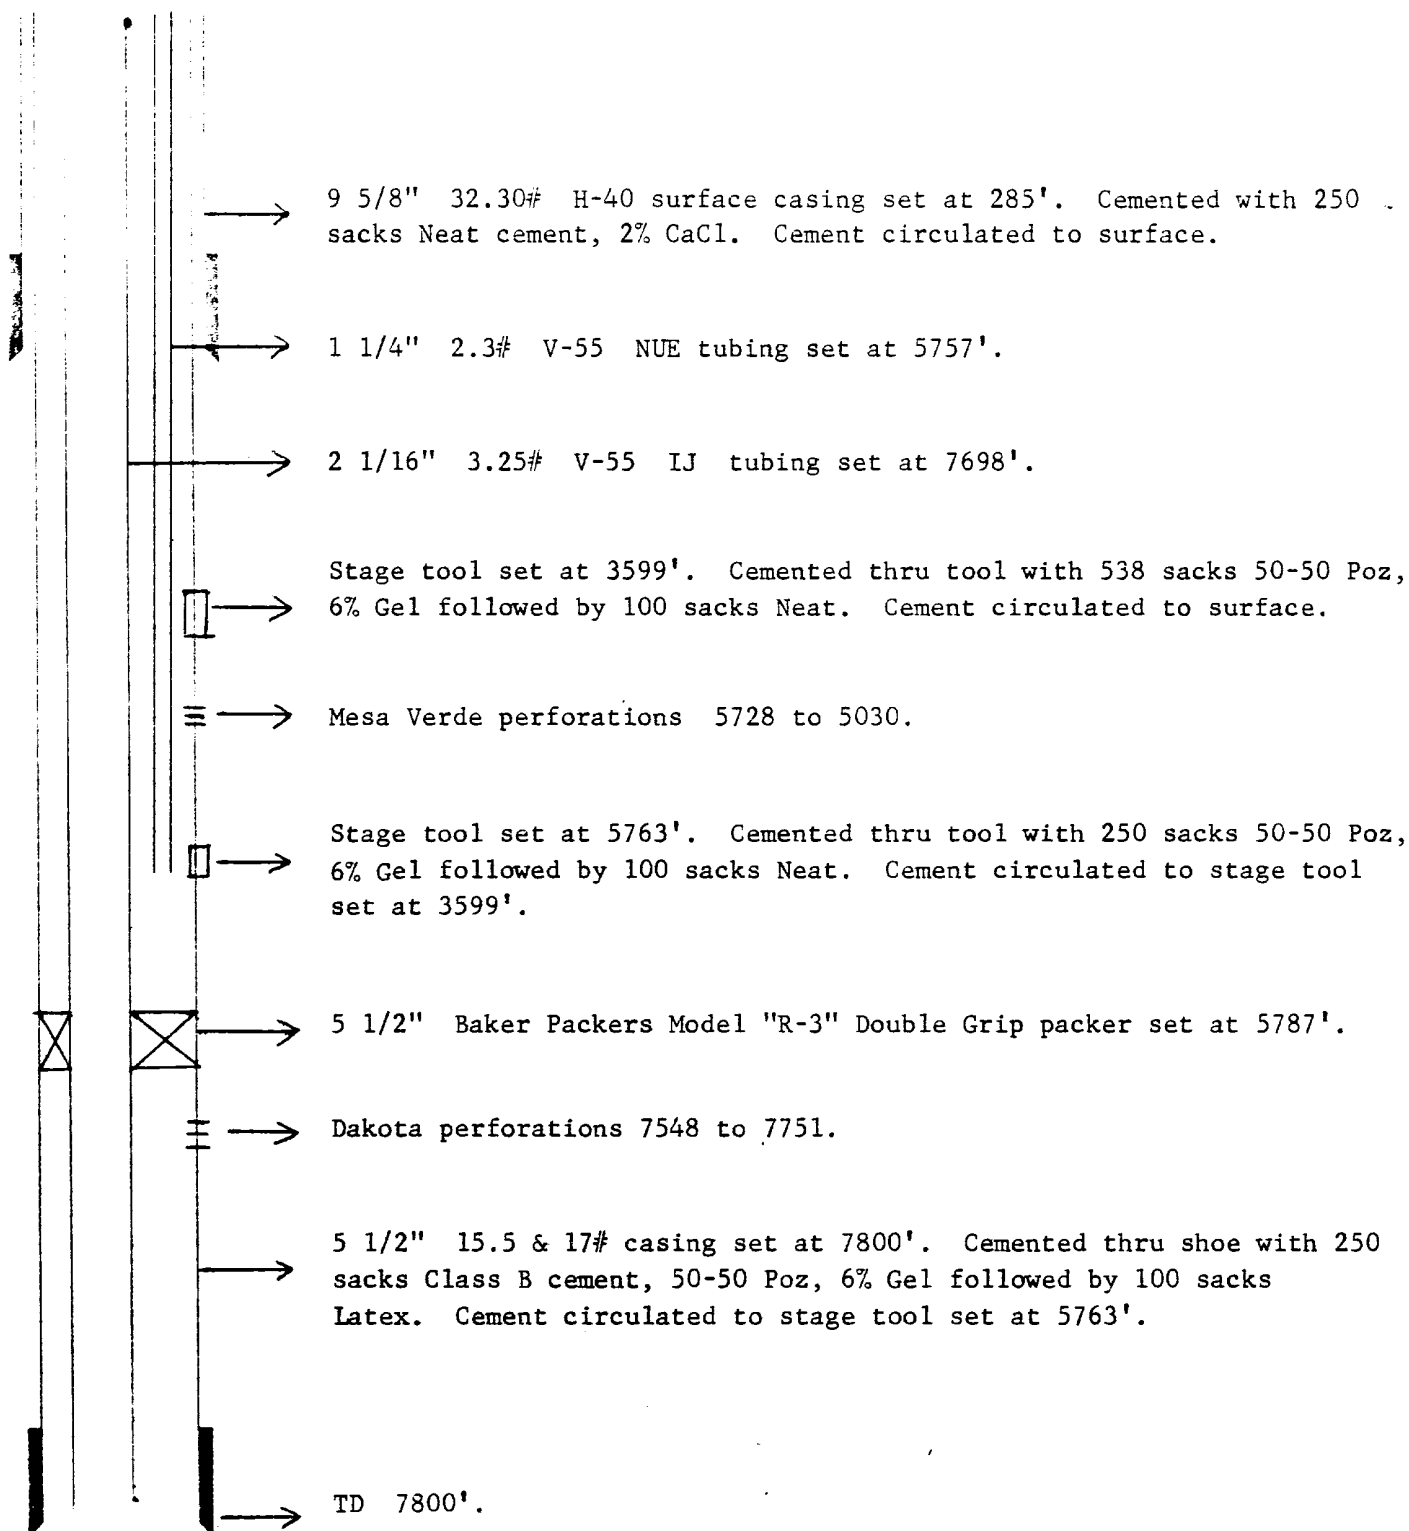 9 5/8" 32.30# H-40 surface casing set at 285'. Cemented with 250
sacks Neat cement, 2% CaCl. Cement circulated to surface.
1 1/4" 2.3# V-55 NUE tubing set at 5757'.
2 1/16" 3.25# V-55 IJ tubing set at 7698'.
Stage tool set at 3599'. Cemented thru tool with 538 sacks 50-50 Poz,
6% Gel followed by 100 sacks Neat. Cement circulated to surface.
Mesa Verde perforations 5728 to 5030.
Stage tool set at 5763'. Cemented thru tool with 250 sacks 50-50 Poz,
6% Gel followed by 100 sacks Neat. Cement circulated to stage tool
set at 3599'.
5 1/2" Baker Packers Model "R-3" Double Grip packer set at 5787'.
Dakota perforations 7548 to 7751.
5 1/2" 15.5 & 17# casing set at 7800'. Cemented thru shoe with 250
sacks Class B cement, 50-50 Poz, 6% Gel followed by 100 sacks
Latex. Cement circulated to stage tool set at 5763'.
TD 7800'.